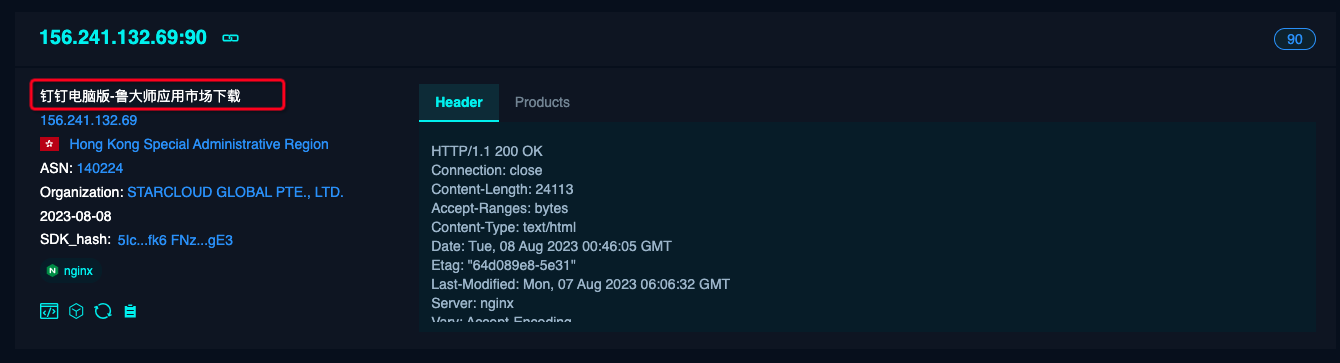 156.241.132.69:90
90
钉钉电脑版-鲁大师应用市场下载
156.241.132.69
Hong Kong Special Administrative Region
ASN: 140224
Organization: STARCLOUD GLOBAL PTE., LTD.
2023-08-08
SDK_hash: 5Ic...fk6 FNz...gE3
nginx
Header Products
HTTP/1.1 200 OK
Connection: close
Content-Length: 24113
Accept-Ranges: bytes
Content-Type: text/html
Date: Tue, 08 Aug 2023 00:46:05 GMT
Etag: "64d089e8-5e31"
Last-Modified: Mon, 07 Aug 2023 06:06:32 GMT
Server: nginx
Vary: Accept-Encoding